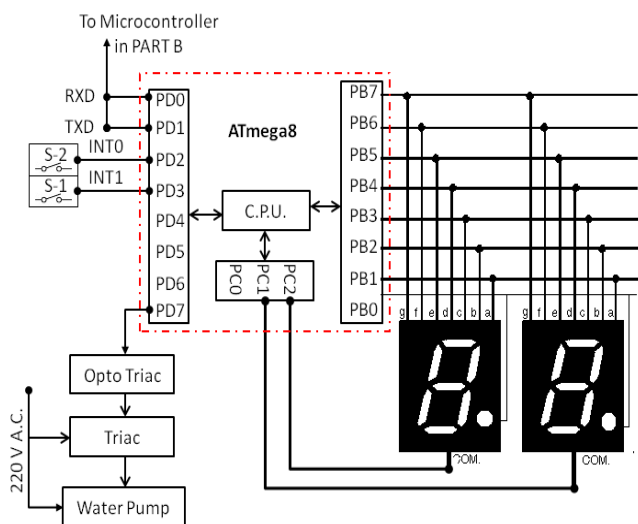 To Microcontroller
in PART B
RXD
TXD
INT0
INT1
S-2
S-1
PD0
PD1
PD2
PD3
PD4
PD5
PD6
PD7
ATmega8
C.P.U.
PC0
PC1
PC2
PB7
PB6
PB5
PB4
PB3
PB2
PB1
PB0
g f e d c b a
g f e d c b a
COM.
COM.
Opto Triac
Triac
Water Pump
220 V A.C.